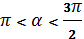 π < α < 3π/2